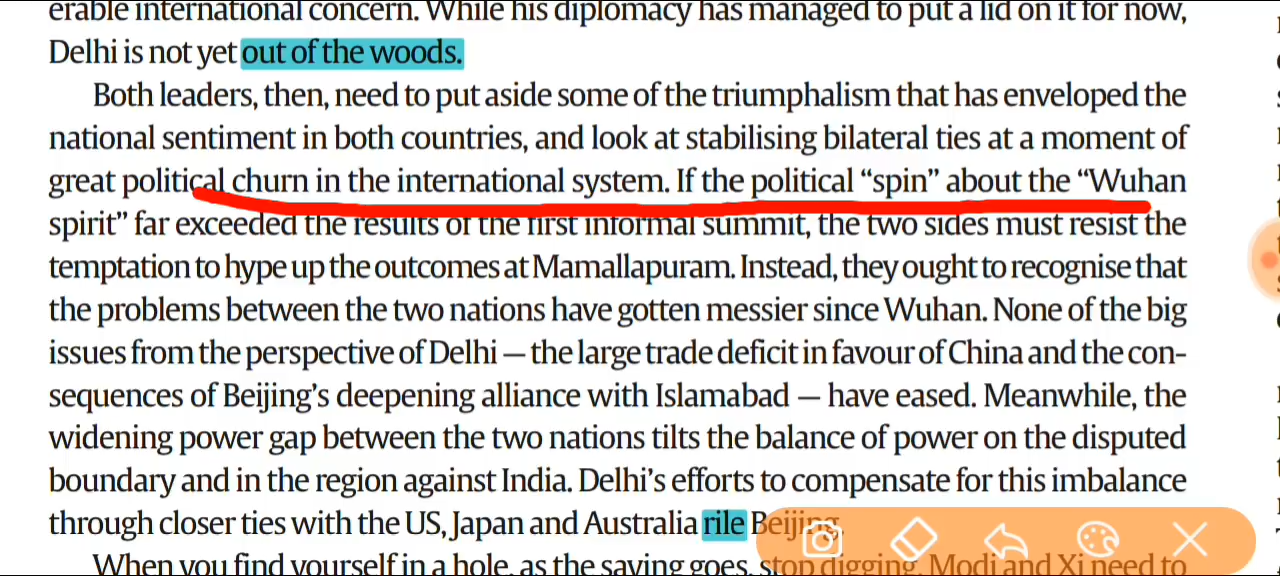 erable international concern. While his diplomacy has managed to put a lid on it for now,
Delhi is not yet out of the woods.
Both leaders, then, need to put aside some of the triumphalism that has enveloped the
national sentiment in both countries, and look at stabilising bilateral ties at a moment of
great political churn in the international system. If the political “spin” about the “Wuhan
spirit” far exceeded the results of the first informal summit, the two sides must resist the
temptation to hype up the outcomes at Mamallapuram. Instead, they ought to recognise that
the problems between the two nations have gotten messier since Wuhan. None of the big
issues from the perspective of Delhi — the large trade deficit in favour of China and the con-
sequences of Beijing’s deepening alliance with Islamabad — have eased. Meanwhile, the
widening power gap between the two nations tilts the balance of power on the disputed
boundary and in the region against India. Delhi’s efforts to compensate for this imbalance
through closer ties with the US, Japan and Australia rile Beijing.
When you find yourself in a hole, as the saying goes, stop digging. Modi and Xi need to